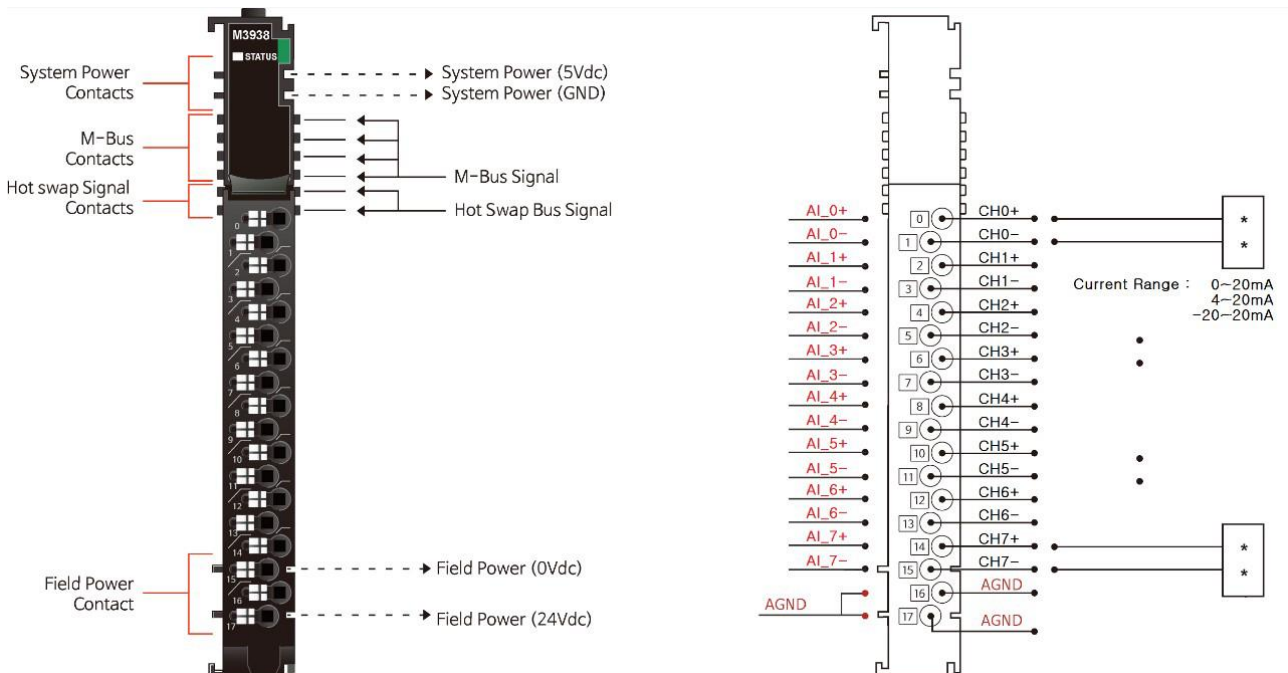 M3938
STATUS
System Power
Contacts
M-Bus
Contacts
Hot swap Signal
Contacts
System Power (5Vdc)
System Power (GND)
M-Bus Signal
Hot Swap Bus Signal
0
1
2
3
4
5
6
7
8
9
10
11
12
13
14
15
16
17
Field Power
Contact
Field Power (0Vdc)
Field Power (24Vdc)
AI_0+ 0 CH0+ *
AI_0- 1 CH0- *
AI_1+ 2 CH1+
AI_1- 3 CH1-
AI_2+ 4 CH2+
AI_2- 5 CH2-
AI_3+ 6 CH3+
AI_3- 7 CH3-
AI_4+ 8 CH4+
AI_4- 9 CH4-
AI_5+ 10 CH5+
AI_5- 11 CH5-
AI_6+ 12 CH6+
AI_6- 13 CH6-
AI_7+ 14 CH7+ *
AI_7- 15 CH7- *
AGND 16 AGND
17 AGND
Current Range : 0~20mA
4~20mA
-20~20mA